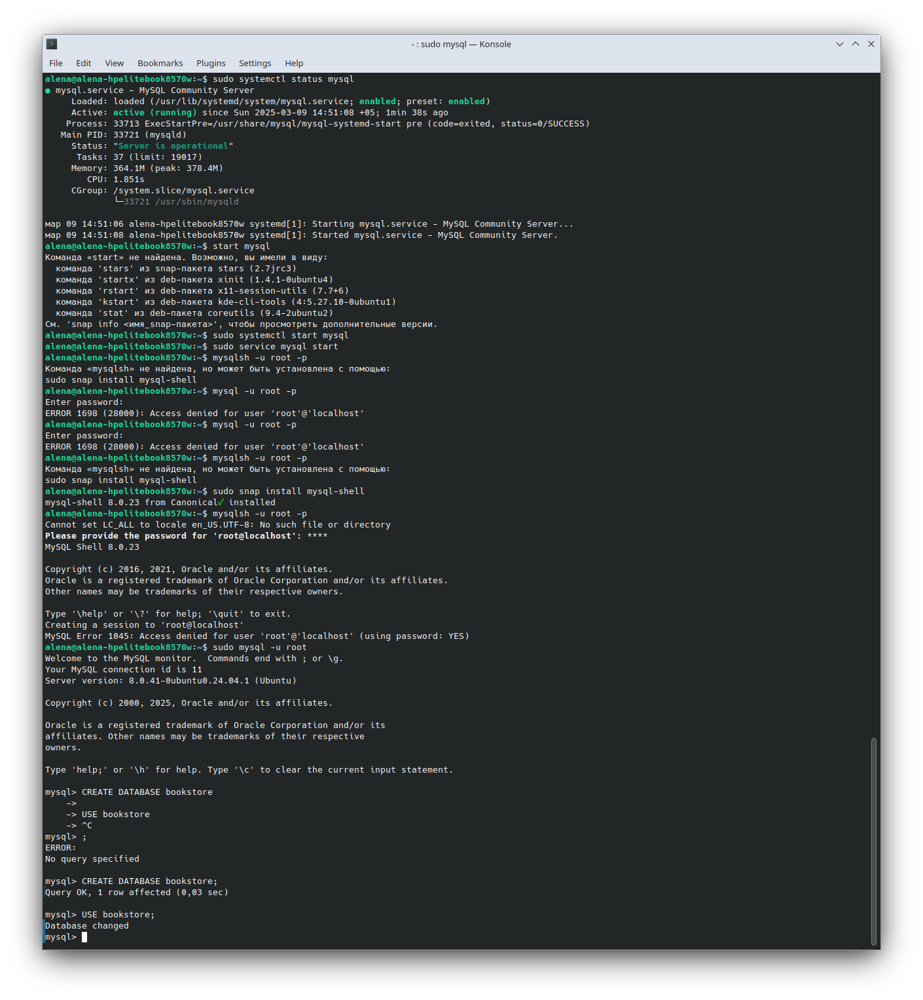 - : sudo mysql — Konsole
File Edit View Bookmarks Plugins Settings Help
alena@alena-hpelitebook8570w:~$ sudo systemctl status mysql
● mysql.service - MySQL Community Server
     Loaded: loaded (/usr/lib/systemd/system/mysql.service; enabled; preset: enabled)
     Active: active (running) since Sun 2025-03-09 14:51:08 +05; 1min 38s ago
    Process: 33713 ExecStartPre=/usr/share/mysql/mysql-systemd-start pre (code=exited, status=0/SUCCESS)
   Main PID: 33721 (mysqld)
     Status: "Server is operational"
      Tasks: 37 (limit: 19017)
     Memory: 364.1M (peak: 378.4M)
        CPU: 1.851s
     CGroup: /system.slice/mysql.service
             └─33721 /usr/sbin/mysqld
мар 09 14:51:06 alena-hpelitebook8570w systemd[1]: Starting mysql.service - MySQL Community Server...
мар 09 14:51:08 alena-hpelitebook8570w systemd[1]: Started mysql.service - MySQL Community Server.
alena@alena-hpelitebook8570w:~$ start mysql
Команда «start» не найдена. Возможно, вы имели в виду:
  команда 'stars' из snap-пакета stars (2.7jrc3)
  команда 'startx' из deb-пакета xinit (1.4.1-0ubuntu4)
  команда 'rstart' из deb-пакета x11-session-utils (7.7+6)
  команда 'kstart' из deb-пакета kde-cli-tools (4:5.27.10-0ubuntu1)
  команда 'stat' из deb-пакета coreutils (9.4-2ubuntu2)
См. 'snap info <имя_snap-пакета>', чтобы просмотреть дополнительные версии.
alena@alena-hpelitebook8570w:~$ sudo systemctl start mysql
alena@alena-hpelitebook8570w:~$ sudo service mysql start
alena@alena-hpelitebook8570w:~$ mysqlsh -u root -p
Команда «mysqlsh» не найдена, но может быть установлена с помощью:
sudo snap install mysql-shell
alena@alena-hpelitebook8570w:~$ mysql -u root -p
Enter password:
ERROR 1698 (28000): Access denied for user 'root'@'localhost'
alena@alena-hpelitebook8570w:~$ mysql -u root -p
Enter password:
ERROR 1698 (28000): Access denied for user 'root'@'localhost'
alena@alena-hpelitebook8570w:~$ mysqlsh -u root -p
Команда «mysqlsh» не найдена, но может быть установлена с помощью:
sudo snap install mysql-shell
alena@alena-hpelitebook8570w:~$ sudo snap install mysql-shell
mysql-shell 8.0.23 from Canonical✓ installed
alena@alena-hpelitebook8570w:~$ mysqlsh -u root -p
Cannot set LC_ALL to locale en_US.UTF-8: No such file or directory
Please provide the password for 'root@localhost': ****
MySQL Shell 8.0.23
Copyright (c) 2016, 2021, Oracle and/or its affiliates.
Oracle is a registered trademark of Oracle Corporation and/or its affiliates.
Other names may be trademarks of their respective owners.
Type '\help' or '\?' for help; '\quit' to exit.
Creating a session to 'root@localhost'
MySQL Error 1045: Access denied for user 'root'@'localhost' (using password: YES)
alena@alena-hpelitebook8570w:~$ sudo mysql -u root
Welcome to the MySQL monitor.  Commands end with ; or \g.
Your MySQL connection id is 11
Server version: 8.0.41-0ubuntu0.24.04.1 (Ubuntu)
Copyright (c) 2000, 2025, Oracle and/or its affiliates.
Oracle is a registered trademark of Oracle Corporation and/or its
affiliates. Other names may be trademarks of their respective
owners.
Type 'help;' or '\h' for help. Type '\c' to clear the current input statement.
mysql> CREATE DATABASE bookstore
    ->
    -> USE bookstore
    -> ^C
mysql> ;
ERROR:
No query specified
mysql> CREATE DATABASE bookstore;
Query OK, 1 row affected (0,03 sec)
mysql> USE bookstore;
Database changed
mysql>